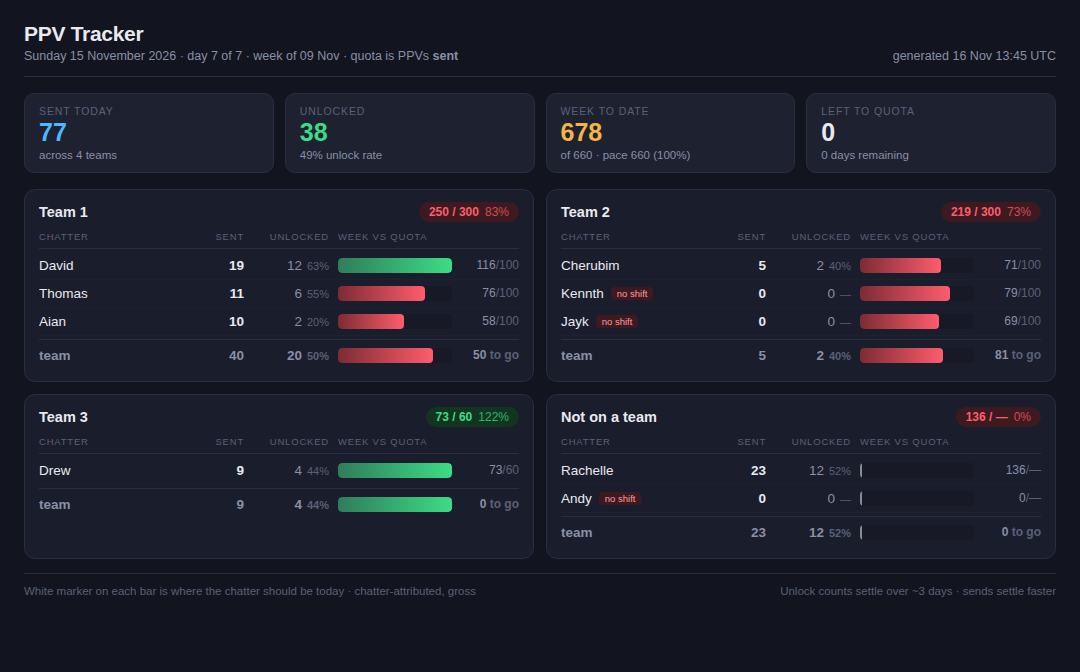 PPV Tracker
Sunday 15 November 2026 · day 7 of 7 · week of 09 Nov · quota is PPVs sent
generated 16 Nov 13:45 UTC
SENT TODAY
77
across 4 teams
UNLOCKED
38
49% unlock rate
WEEK TO DATE
678
of 660 · pace 660 (100%)
LEFT TO QUOTA
0
0 days remaining
Team 1 250 / 300 83%
CHATTER SENT UNLOCKED WEEK VS QUOTA
David 19 12 63% 116/100
Thomas 11 6 55% 76/100
Aian 10 2 20% 58/100
team 40 20 50% 50 to go
Team 2 219 / 300 73%
CHATTER SENT UNLOCKED WEEK VS QUOTA
Cherubim 5 2 40% 71/100
Kennth no shift 0 0 — 79/100
Jayk no shift 0 0 — 69/100
team 5 2 40% 81 to go
Team 3 73 / 60 122%
CHATTER SENT UNLOCKED WEEK VS QUOTA
Drew 9 4 44% 73/60
team 9 4 44% 0 to go
Not on a team 136 / — 0%
CHATTER SENT UNLOCKED WEEK VS QUOTA
Rachelle 23 12 52% 136/—
Andy no shift 0 0 — 0/—
team 23 12 52% 0 to go
White marker on each bar is where the chatter should be today · chatter-attributed, gross
Unlock counts settle over ~3 days · sends settle faster